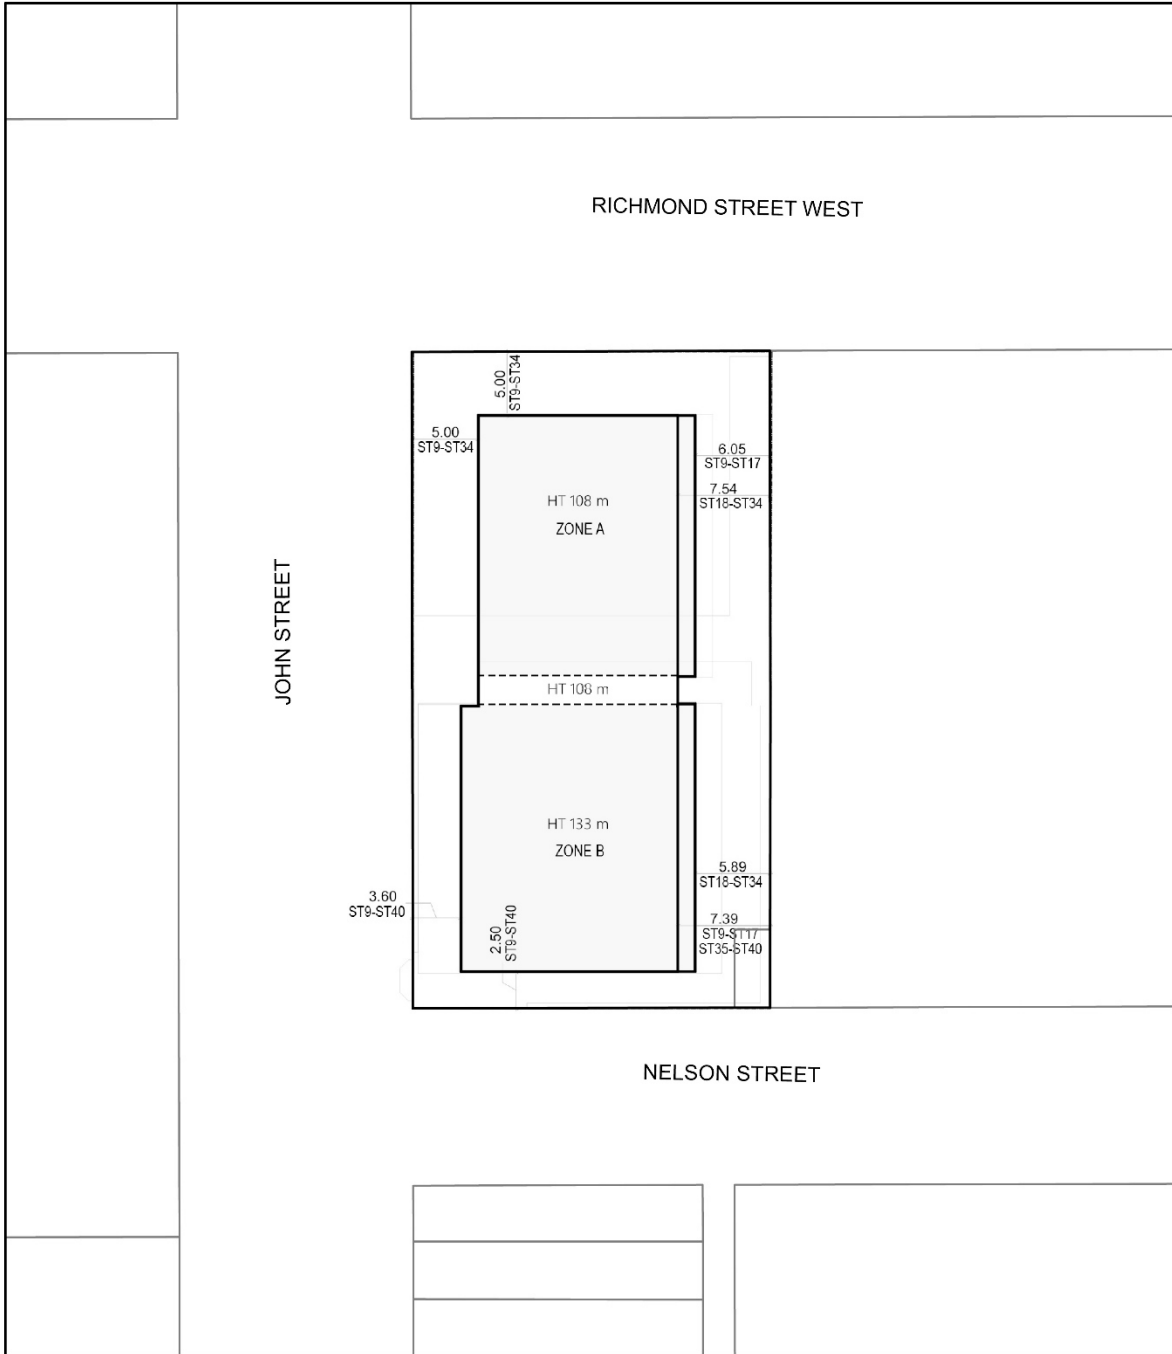 RICHMOND STREET WEST
5.00
ST9-ST34
5.00
ST9-ST34
6.05
ST9-ST17
7.54
ST18-ST34
HT 108 m
ZONE A
JOHN STREET
HT 108 m
HT 133 m
ZONE B
5.89
ST18-ST34
3.60
ST9-ST40
2.50
ST9-ST40
7.39
ST9-ST17
ST35-ST40
NELSON STREET